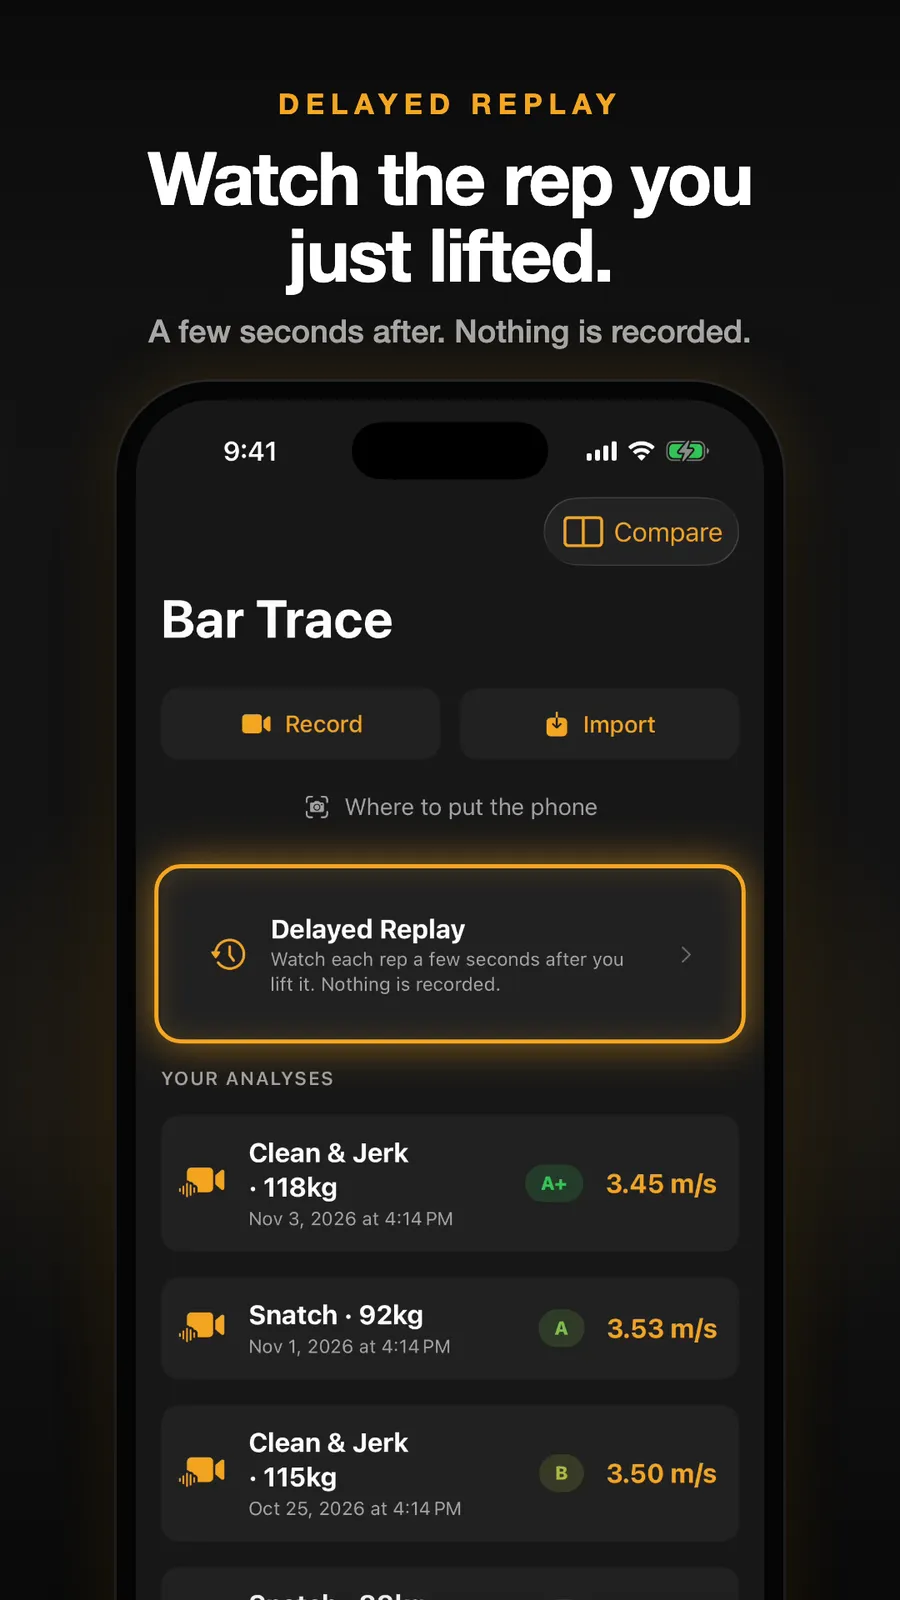 DELAYED REPLAY
Watch the rep you
just lifted.
A few seconds after. Nothing is recorded.
9:41
Compare
Bar Trace
Record
Import
Where to put the phone
Delayed Replay
Watch each rep a few seconds after you
lift it. Nothing is recorded.
YOUR ANALYSES
Clean & Jerk
· 118kg
Nov 3, 2026 at 4:14 PM
A+
3.45 m/s
Snatch · 92kg
Nov 1, 2026 at 4:14 PM
A
3.53 m/s
Clean & Jerk
· 115kg
Oct 25, 2026 at 4:14 PM
B
3.50 m/s